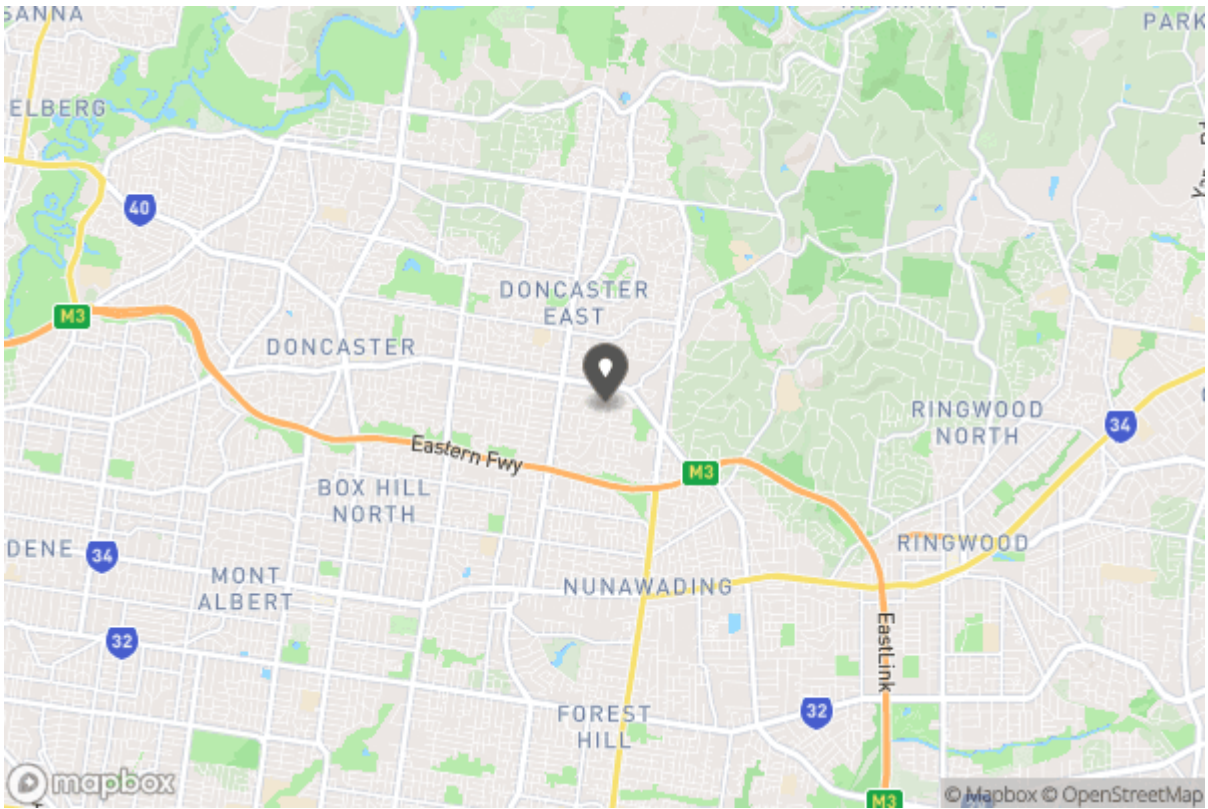 SANNA
PARK
ELBERG
40
DONCASTER
EAST
M3
DONCASTER
RINGWOOD
NORTH
34
Eastern Fwy
M3
BOX HILL
NORTH
DENE
34
RINGWOOD
MONT
ALBERT
NUNAWADING
32
EastLink
FOREST
HILL
32
mapbox
M3
© Mapbox © OpenStreetMap